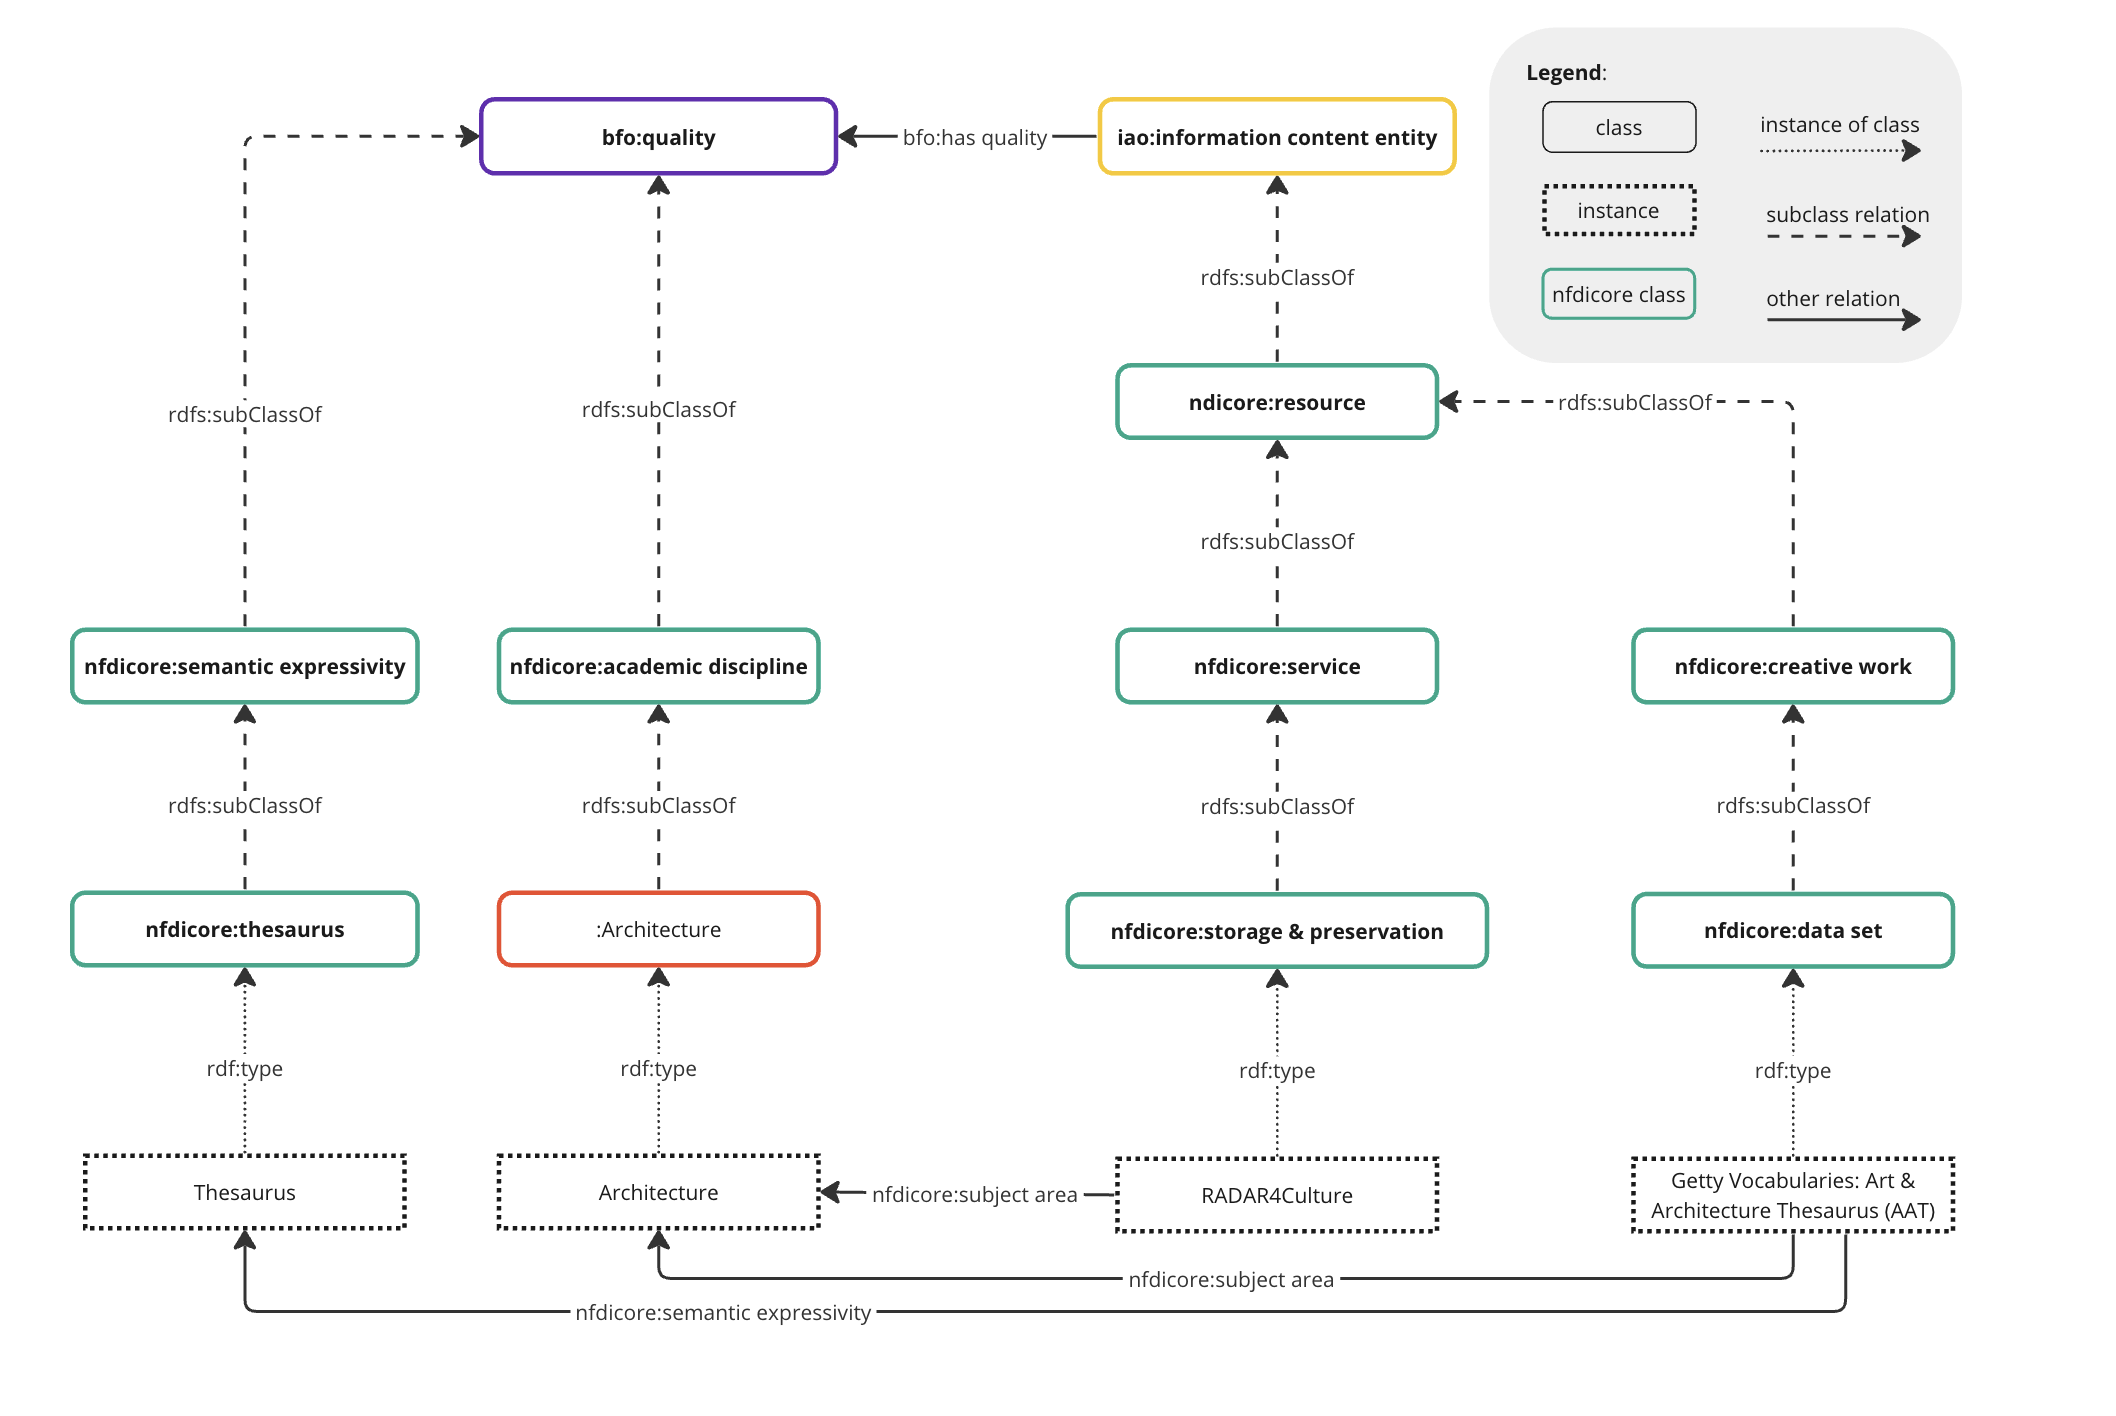 Legend:
class
instance of class
instance
subclass relation
nfdicore class
other relation
bfo:quality
bfo:has quality
iao:information content entity
rdfs:subClassOf
ndicore:resource
rdfs:subClassOf
rdfs:subClassOf
rdfs:subClassOf
rdfs:subClassOf
nfdicore:semantic expressivity
nfdicore:academic discipline
nfdicore:service
nfdicore:creative work
rdfs:subClassOf
rdfs:subClassOf
rdfs:subClassOf
rdfs:subClassOf
nfdicore:thesaurus
:Architecture
nfdicore:storage & preservation
nfdicore:data set
rdf:type
rdf:type
rdf:type
rdf:type
Thesaurus
Architecture
nfdicore:subject area
RADAR4Culture
Getty Vocabularies: Art &
Architecture Thesaurus (AAT)
nfdicore:subject area
nfdicore:semantic expressivity